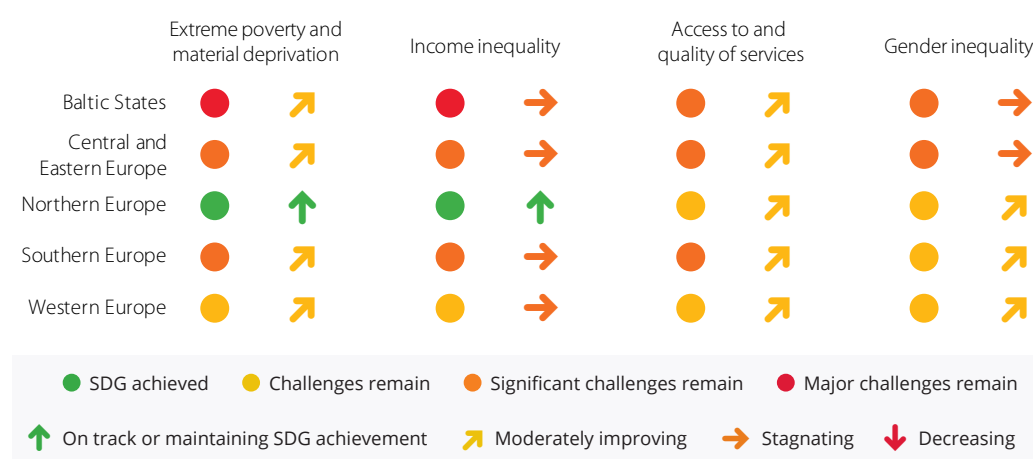 Extreme poverty and
material deprivation
Income inequality
Access to and
quality of services
Gender inequality
Baltic States
Central and
Eastern Europe
Northern Europe
Southern Europe
Western Europe
SDG achieved
Challenges remain
Significant challenges remain
Major challenges remain
On track or maintaining SDG achievement
Moderately improving
Stagnating
Decreasing